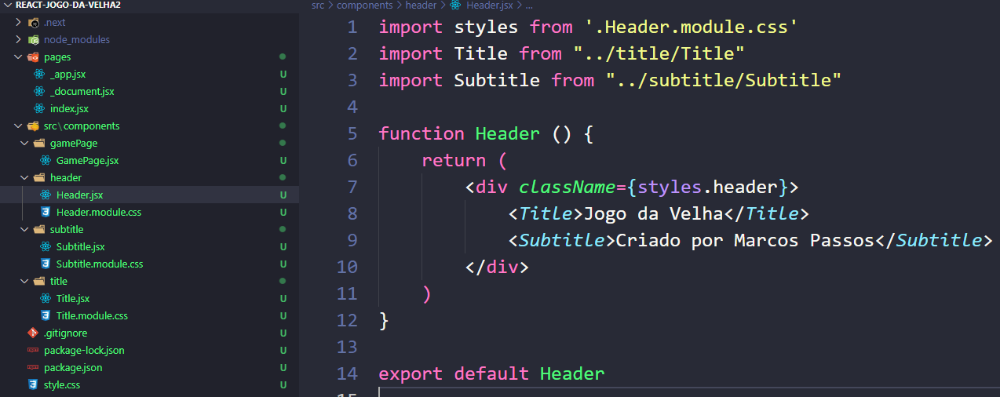 REACT-JOGO-DA-VELHA2
.next
node_modules
pages
_app.jsx U
_document.jsx U
index.jsx U
src\components
gamePage
GamePage.jsx U
header
Header.jsx U
Header.module.css U
subtitle
Subtitle.jsx U
Subtitle.module.css U
title
Title.jsx U
Title.module.css U
.gitignore U
package-lock.json U
package.json U
style.css U
src > components > header > Header.jsx > ...
1 import styles from '.Header.module.css'
2 import Title from "../title/Title"
3 import Subtitle from "../subtitle/Subtitle"
4
5 function Header () {
6 return (
7 <div className={styles.header}>
8 <Title>Jogo da Velha</Title>
9 <Subtitle>Criado por Marcos Passos</Subtitle>
10 </div>
11 )
12 }
13
14 export default Header
15